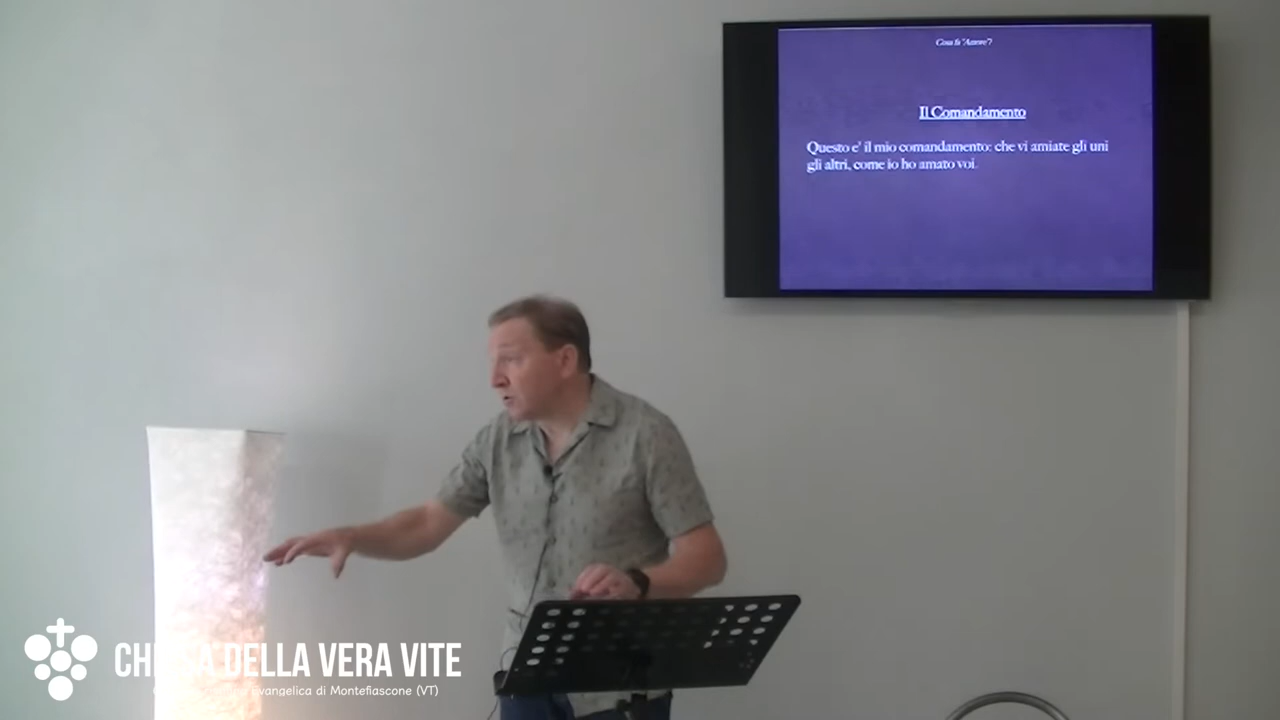 Cosa fa "Amore"?
Il Comandamento
Questo e' il mio comandamento: che vi amiate gli uni
gli altri, come io ho amato voi.
DELLA VERA VITE
evangelica di Montefiascone (VT)